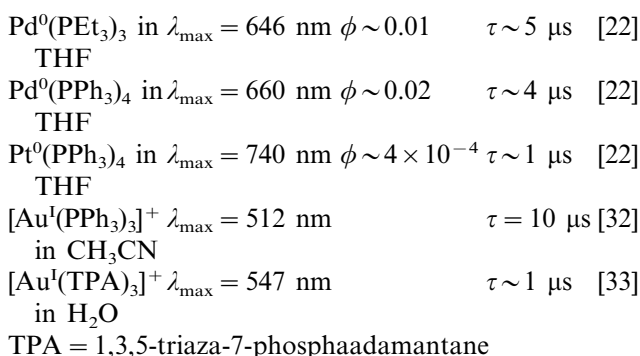 Pd⁰(PEt₃)₃ in λmax = 646 nm ϕ ~ 0.01 τ ~ 5 μs [22]
THF
Pd⁰(PPh₃)₄ in λmax = 660 nm ϕ ~ 0.02 τ ~ 4 μs [22]
THF
Pt⁰(PPh₃)₄ in λmax = 740 nm ϕ ~ 4 × 10⁻⁴ τ ~ 1 μs [22]
THF
[Auᴵ(PPh₃)₃]⁺ λmax = 512 nm τ = 10 μs [32]
in CH₃CN
[Auᴵ(TPA)₃]⁺ λmax = 547 nm τ ~ 1 μs [33]
in H₂O
TPA = 1,3,5-triaza-7-phosphaadamantane